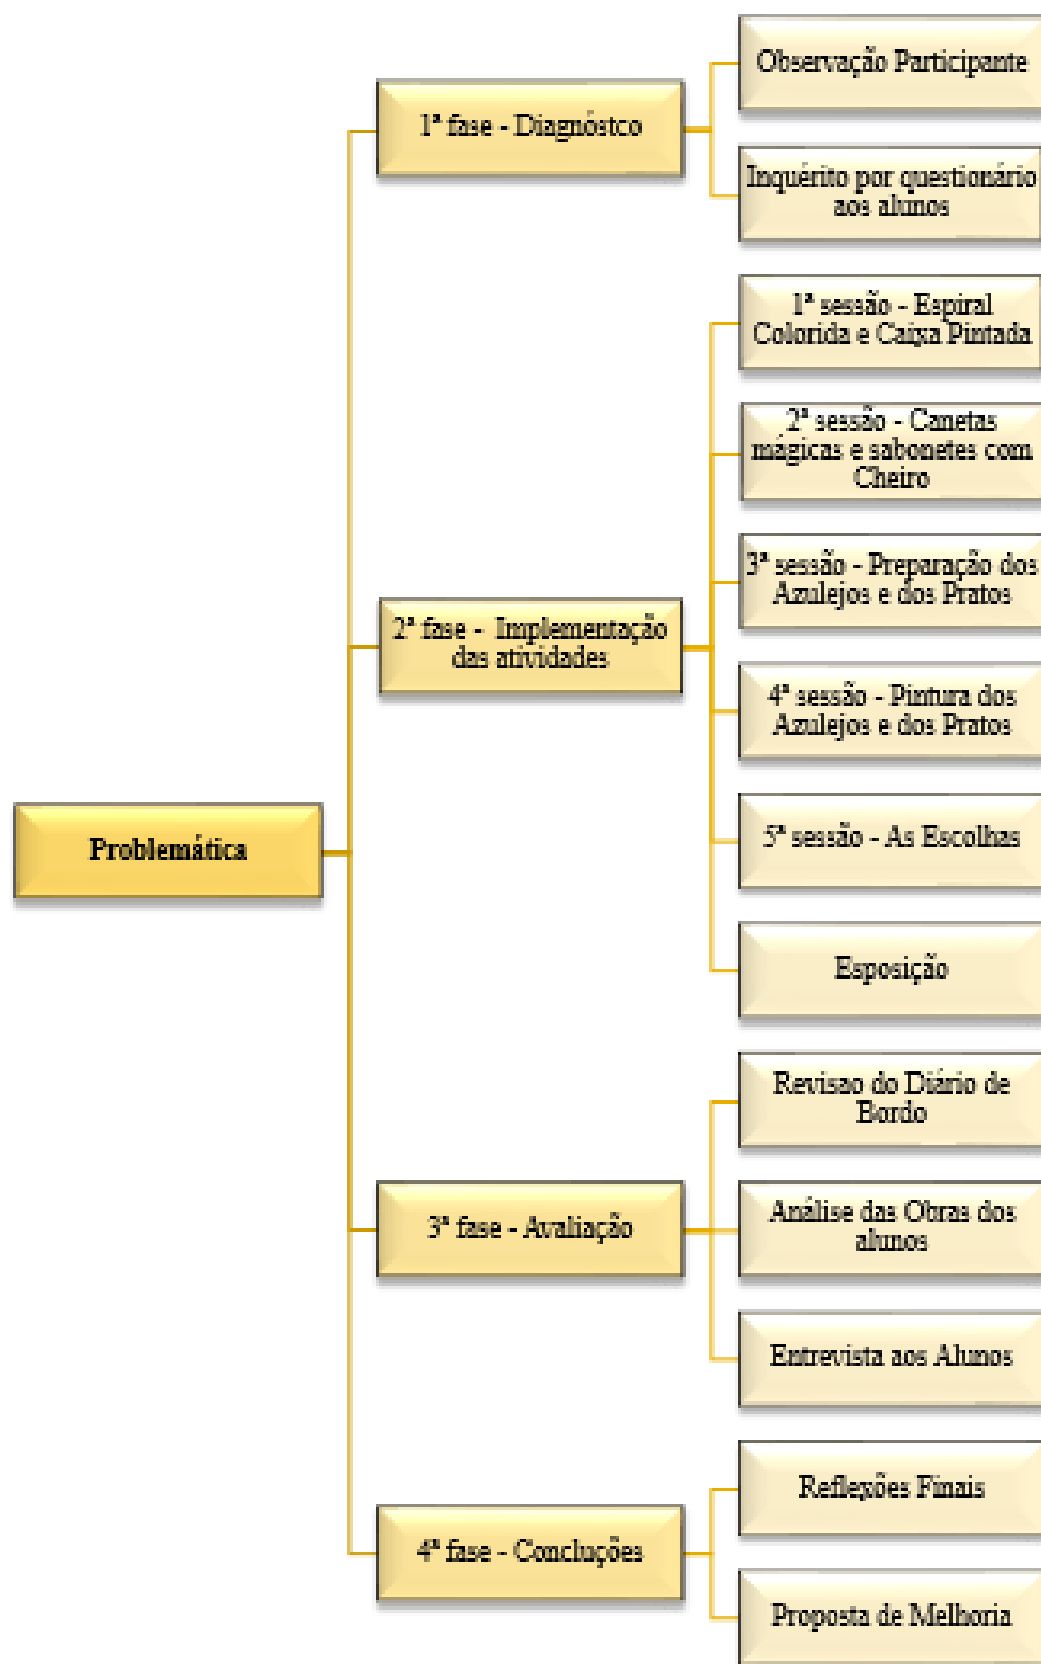 Problemática
1ª fase - Diagnóstco
Observação Participante
Inquérito por questionário
aos alunos
2ª fase - Implementação
das atividades
1ª sessão - Espiral
Colorida e Caixa Pintada
2ª sessão - Canetas
mágicas e sabonetes com
Cheiro
3ª sessão - Preparação dos
Azulejos e dos Pratos
4ª sessão - Pintura dos
Azulejos e dos Pratos
5ª sessão - As Escolhas
Esposição
3ª fase - Avaliação
Revisao do Diário de
Bordo
Análise das Obras dos
alunos
Entrevista aos Alunos
4ª fase - Concluções
Reflexões Finais
Proposta de Melhoria